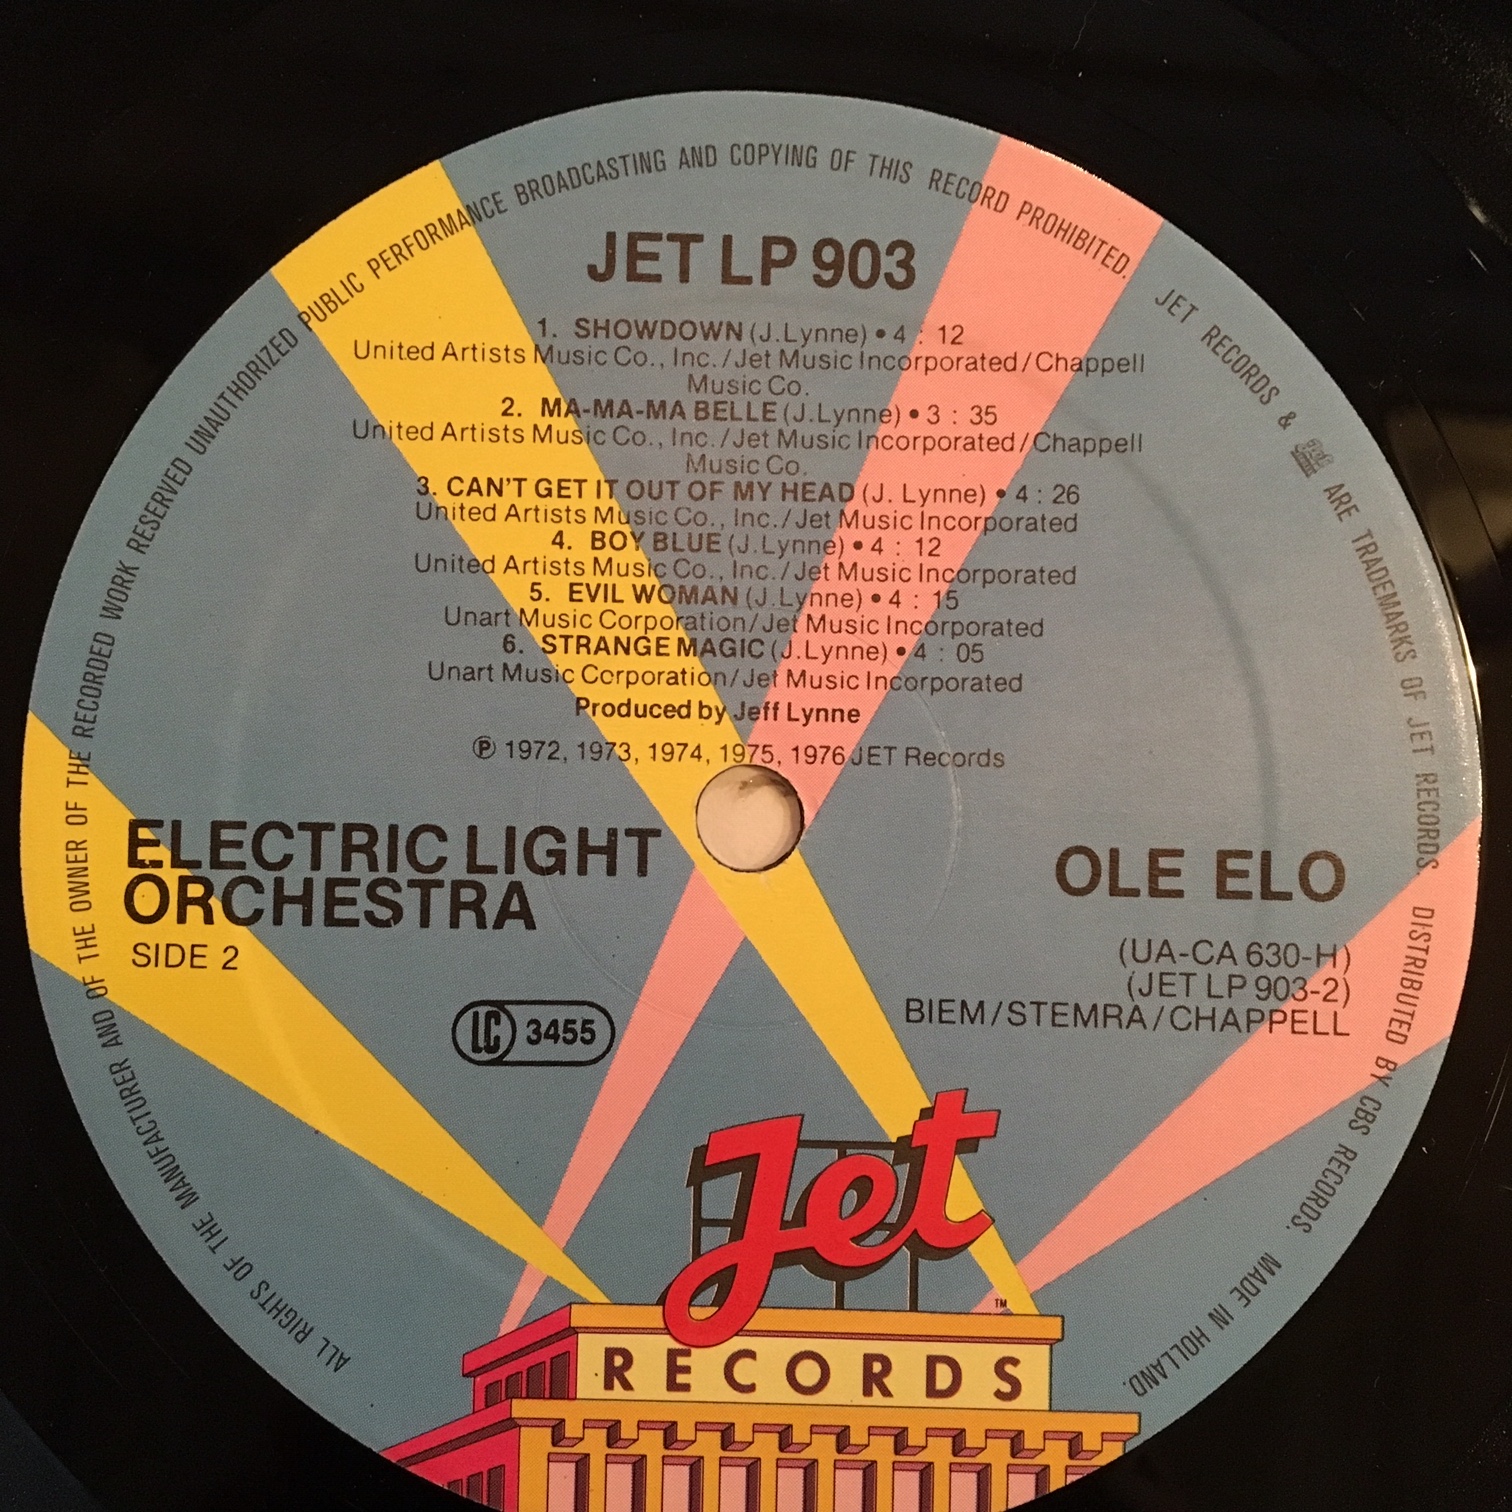 ALL RIGHTS OF THE MANUFACTURER AND OF THE OWNER OF THE RECORDED WORK RESERVED UNAUTHORIZED PUBLIC PERFORMANCE BROADCASTING AND COPYING OF THIS RECORD PROHIBITED.
JET RECORDS & Jet ARE TRADEMARKS OF JET RECORDS. DISTRIBUTED BY CBS RECORDS. MADE IN HOLLAND.
JET LP 903
1. SHOWDOWN (J.Lynne) • 4 : 12
United Artists Music Co., Inc./Jet Music Incorporated/Chappell
Music Co.
2. MA-MA-MA BELLE (J.Lynne) • 3 : 35
United Artists Music Co., Inc./Jet Music Incorporated/Chappell
Music Co.
3. CAN'T GET IT OUT OF MY HEAD (J. Lynne) • 4 : 26
United Artists Music Co., Inc./Jet Music Incorporated
4. BOY BLUE (J.Lynne) • 4 : 12
United Artists Music Co., Inc./Jet Music Incorporated
5. EVIL WOMAN (J.Lynne) • 4 : 15
Unart Music Corporation/Jet Music Incorporated
6. STRANGE MAGIC (J.Lynne) • 4 : 05
Unart Music Corporation/Jet Music Incorporated
Produced by Jeff Lynne
℗ 1972, 1973, 1974, 1975, 1976 JET Records
ELECTRIC LIGHT
ORCHESTRA
SIDE 2
LC 3455
OLE ELO
(UA-CA 630-H)
(JET LP 903-2)
BIEM/STEMRA/CHAPPELL
Jet
TM
RECORDS